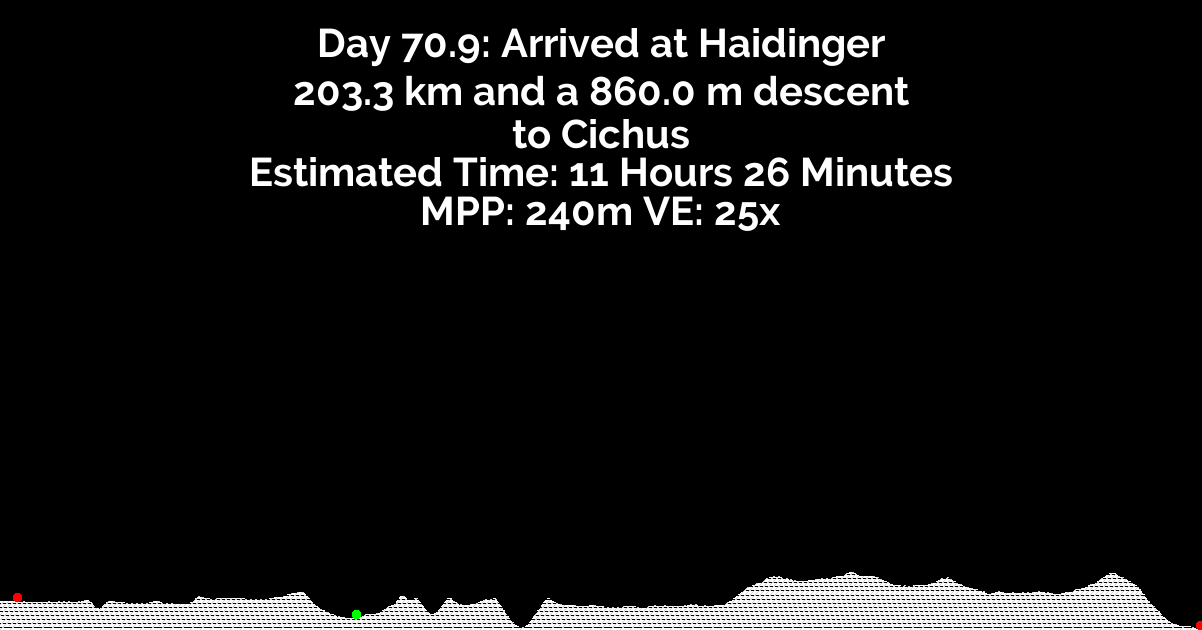 Day 70.9: Arrived at Haidinger
203.3 km and a 860.0 m descent
to Cichus
Estimated Time: 11 Hours 26 Minutes
MPP: 240m VE: 25x